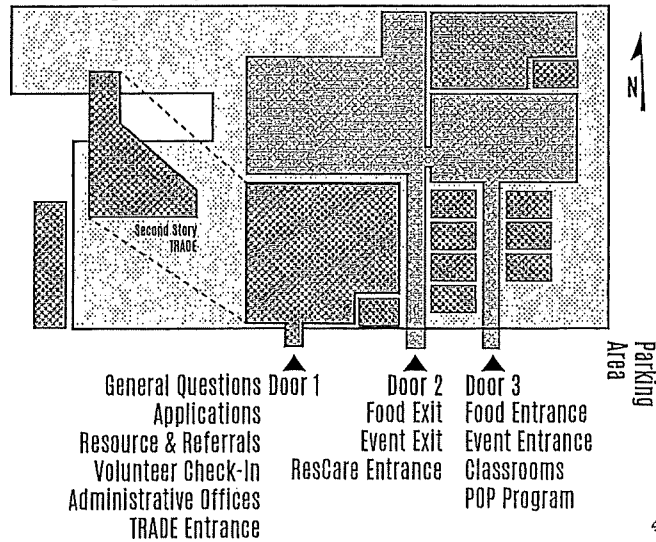 N
Second Story
TRADE
Parking
Area
General Questions Door 1
Applications
Resource & Referrals
Volunteer Check-In
Administrative Offices
TRADE Entrance
Door 2
Food Exit
Event Exit
ResCare Entrance
Door 3
Food Entrance
Event Entrance
Classrooms
POP Program
4